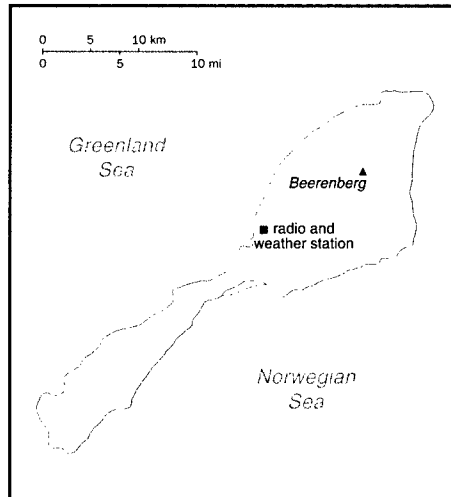 0 5 10 km
0 5 10 mi
Greenland
Sea
Beerenberg
radio and
weather station
Norwegian
Sea